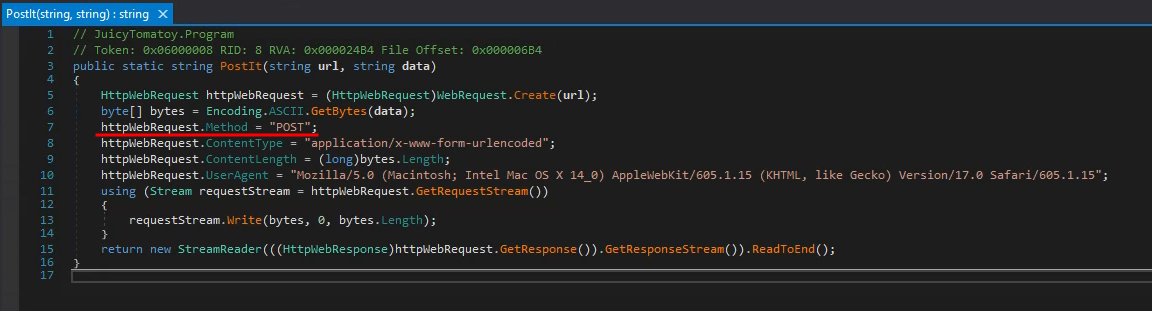 PostIt(string, string) : string ×
1 // JuicyTomatoy.Program
2 // Token: 0x06000008 RID: 8 RVA: 0x000024B4 File Offset: 0x000006B4
3 public static string PostIt(string url, string data)
4 {
5 HttpWebRequest httpWebRequest = (HttpWebRequest)WebRequest.Create(url);
6 byte[] bytes = Encoding.ASCII.GetBytes(data);
7 httpWebRequest.Method = "POST";
8 httpWebRequest.ContentType = "application/x-www-form-urlencoded";
9 httpWebRequest.ContentLength = (long)bytes.Length;
10 httpWebRequest.UserAgent = "Mozilla/5.0 (Macintosh; Intel Mac OS X 14_0) AppleWebKit/605.1.15 (KHTML, like Gecko) Version/17.0 Safari/605.1.15";
11 using (Stream requestStream = httpWebRequest.GetRequestStream())
12 {
13 requestStream.Write(bytes, 0, bytes.Length);
14 }
15 return new StreamReader(((HttpWebResponse)httpWebRequest.GetResponse()).GetResponseStream()).ReadToEnd();
16 }
17